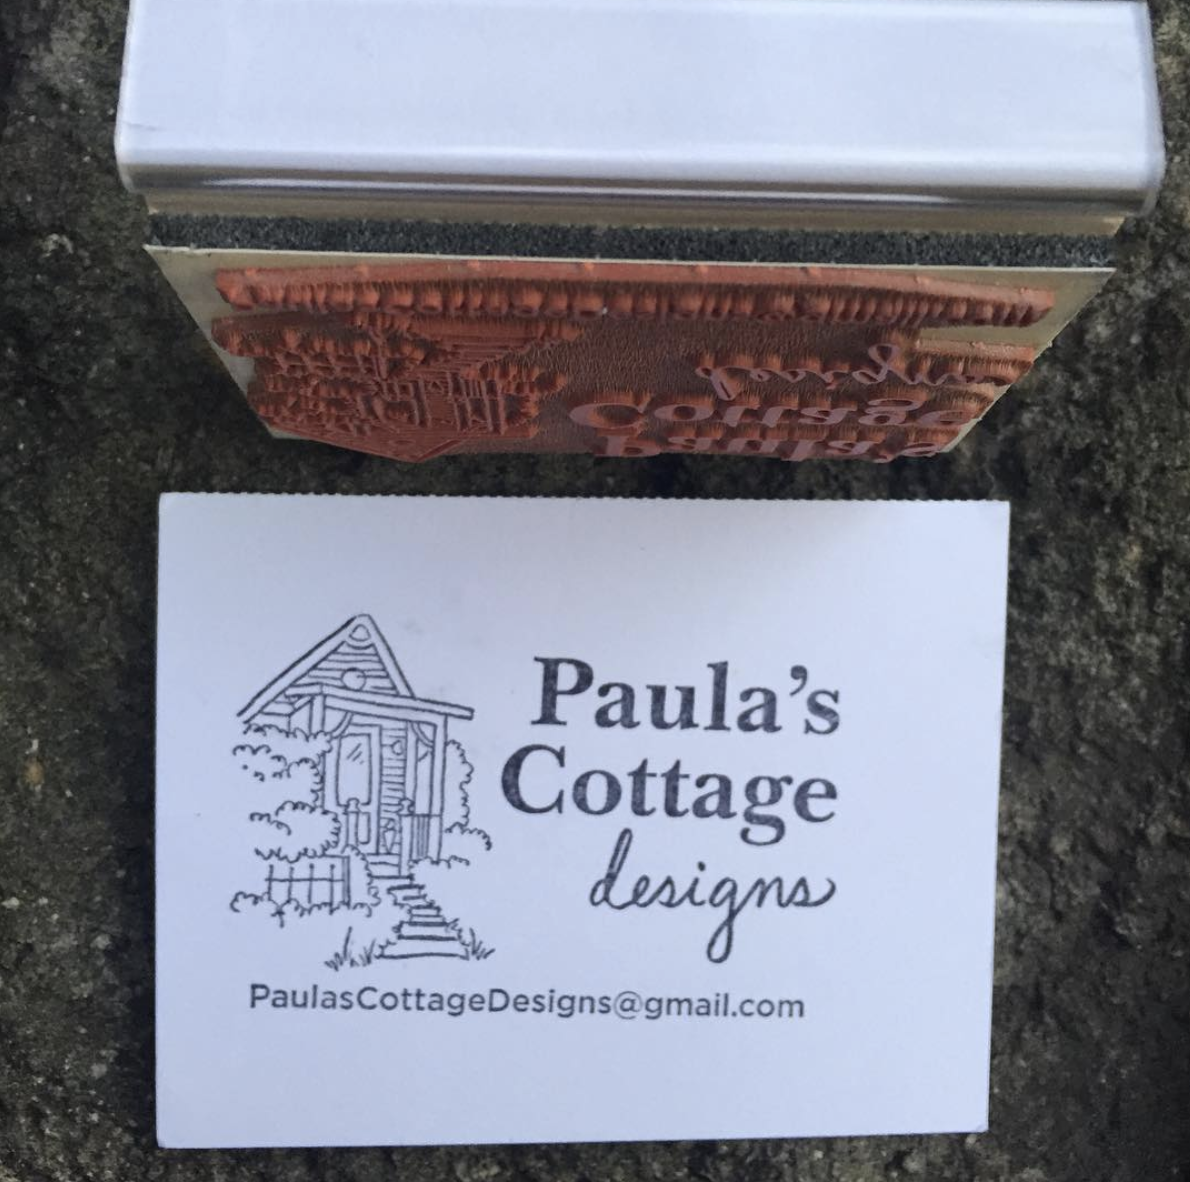 Paula’s
Cottage
designs
PaulasCottageDesigns@gmail.com